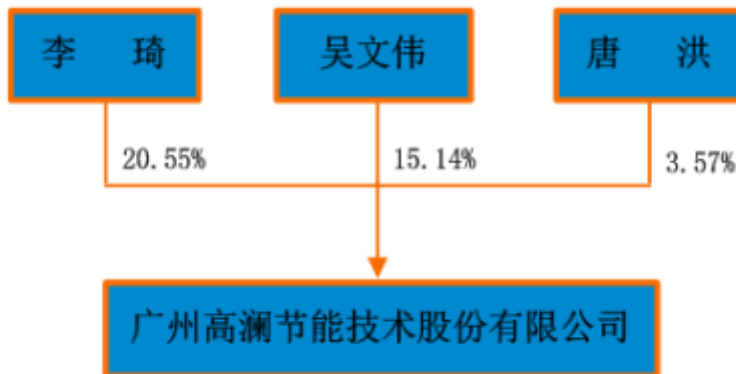 李 琦
吴文伟
唐 洪
20.55%
15.14%
3.57%
广州高澜节能技术股份有限公司